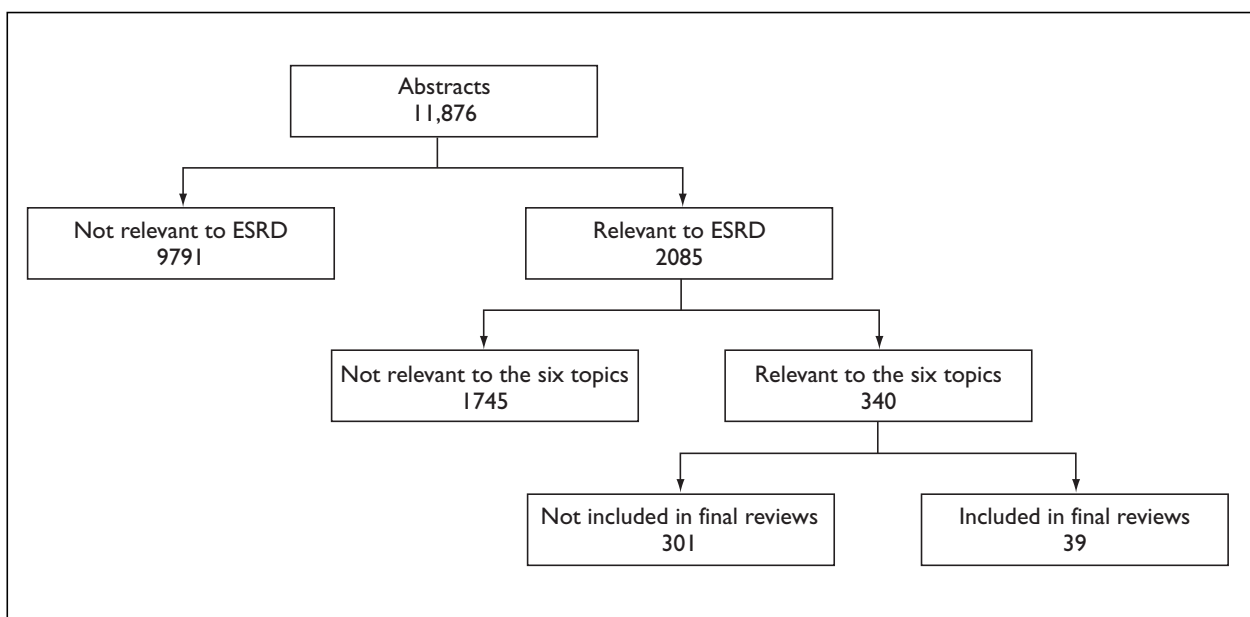 Abstracts
11,876
Not relevant to ESRD
9791
Relevant to ESRD
2085
Not relevant to the six topics
1745
Relevant to the six topics
340
Not included in final reviews
301
Included in final reviews
39